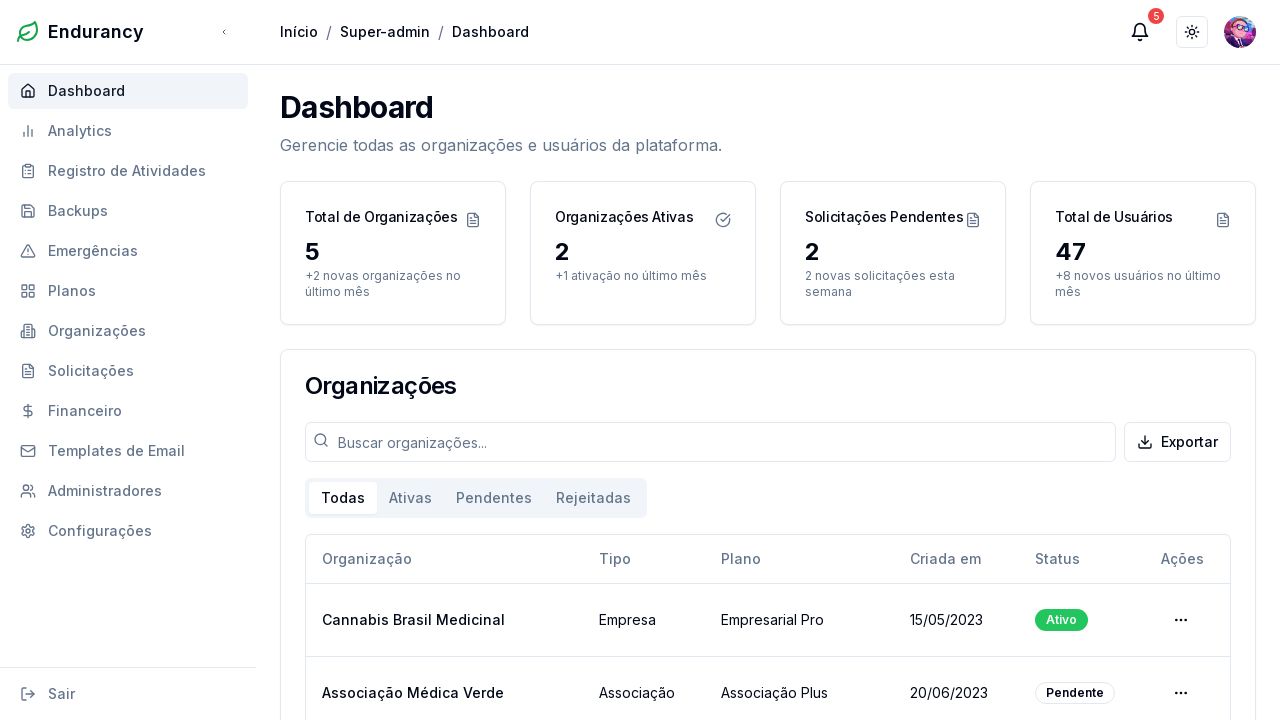 Endurancy
Início / Super-admin / Dashboard
5
Dashboard
Analytics
Registro de Atividades
Backups
Emergências
Planos
Organizações
Solicitações
Financeiro
Templates de Email
Administradores
Configurações
Sair
Dashboard
Gerencie todas as organizações e usuários da plataforma.
Total de Organizações
5
+2 novas organizações no
último mês
Organizações Ativas
2
+1 ativação no último mês
Solicitações Pendentes
2
2 novas solicitações esta
semana
Total de Usuários
47
+8 novos usuários no último
mês
Organizações
Buscar organizações...
Exportar
Todas Ativas Pendentes Rejeitadas
Organização Tipo Plano Criada em Status Ações
Cannabis Brasil Medicinal Empresa Empresarial Pro 15/05/2023 Ativo
Associação Médica Verde Associação Associação Plus 20/06/2023 Pendente